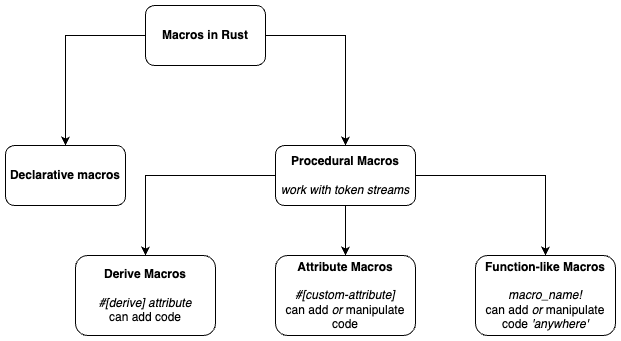 Macros in Rust
Declarative macros
Procedural Macros
work with token streams
Derive Macros
#[derive] attribute
can add code
Attribute Macros
#[custom-attribute]
can add or manipulate
code
Function-like Macros
macro_name!
can add or manipulate
code 'anywhere'